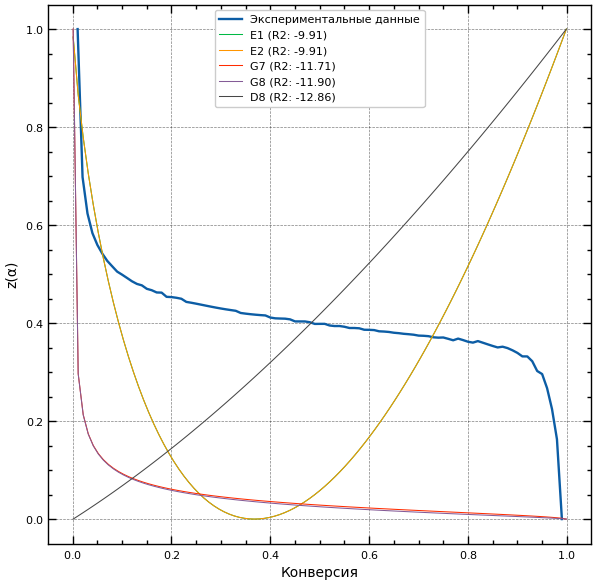 Экспериментальные данные
E1 (R2: -9.91)
E2 (R2: -9.91)
G7 (R2: -11.71)
G8 (R2: -11.90)
D8 (R2: -12.86)
1.0
0.8
0.6
0.4
0.2
0.0
z(α)
0.0 0.2 0.4 0.6 0.8 1.0
Конверсия